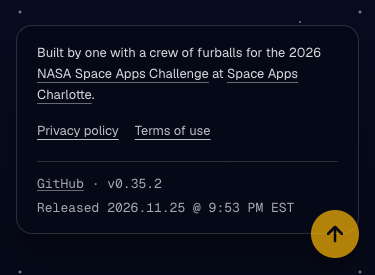 Built by one with a crew of furballs for the 2026
NASA Space Apps Challenge at Space Apps
Charlotte.
Privacy policy Terms of use
GitHub · v0.35.2
Released 2026.11.25 @ 9:53 PM EST